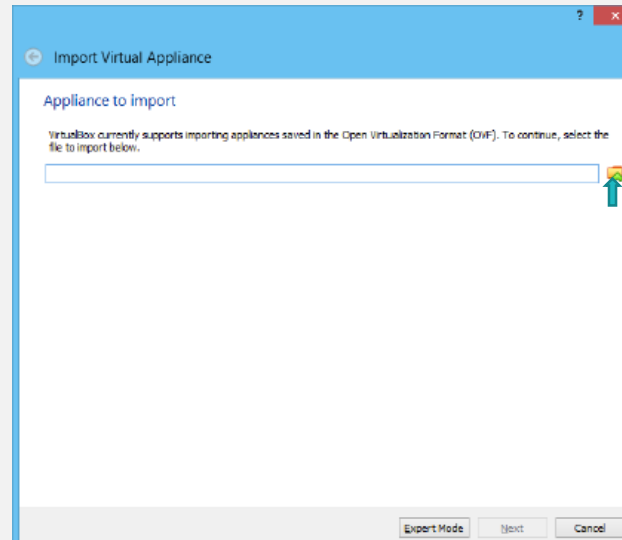 ?
Import Virtual Appliance
Appliance to import
VirtualBox currently supports importing appliances saved in the Open Virtualization Format (OVF). To continue, select the
file to import below.
Expert Mode Next Cancel